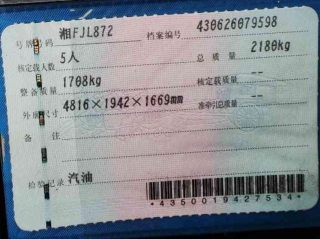 号牌号码 湘FJL872 档案编号 430626079598
核定载人数 5人 总质量 2180kg
整备质量 1708kg 核定载质量 --
外廓尺寸 4816×1942×1669mm 准牵引总质量 --
备注
检验记录 汽油
*4350019427534*